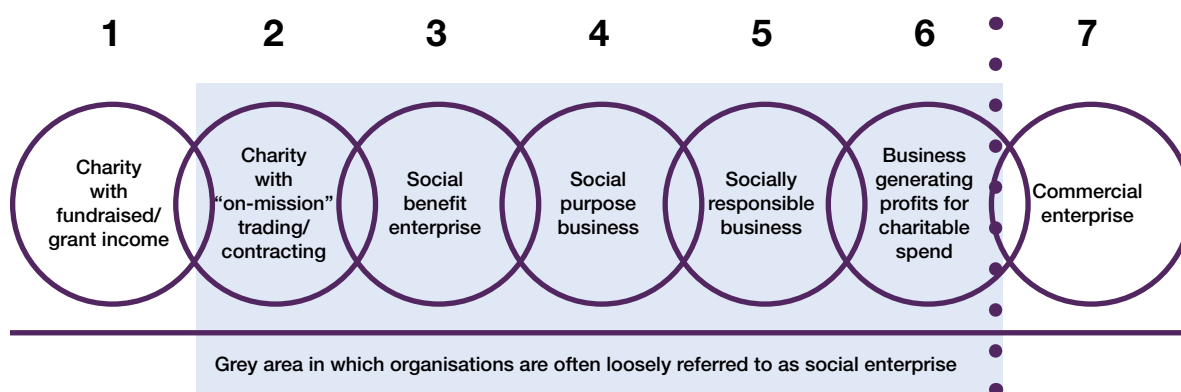 1 2 3 4 5 6 7
Charity
with
fundraised/
grant income
Charity
with
“on-mission”
trading/
contracting
Social
benefit
enterprise
Social
purpose
business
Socially
responsible
business
Business
generating
profits for
charitable
spend
Commercial
enterprise
Grey area in which organisations are often loosely referred to as social enterprise